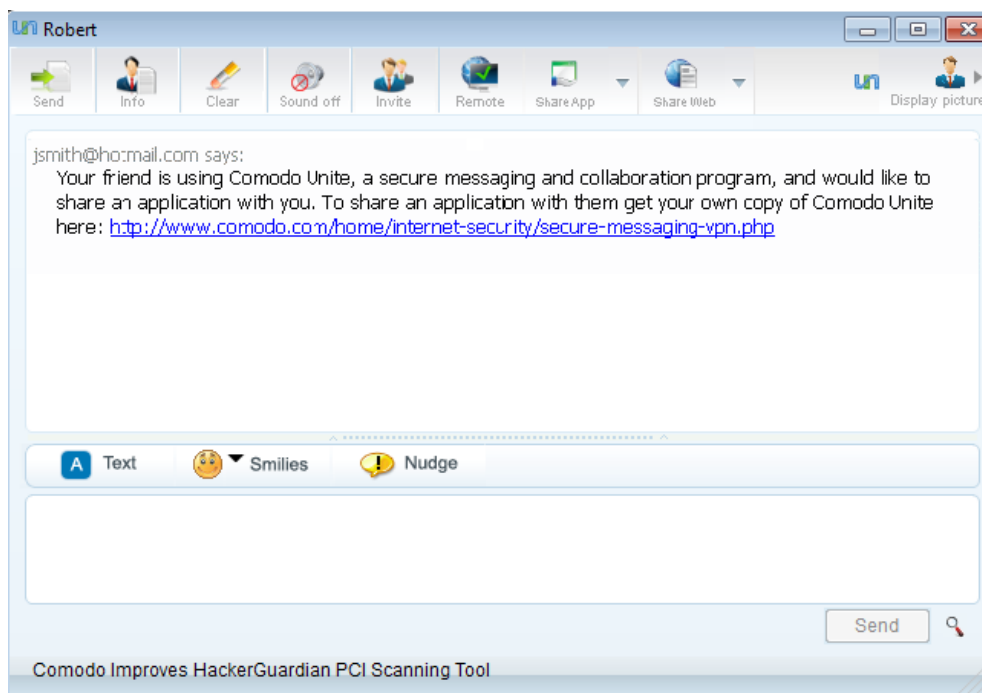 un Robert
Send Info Clear Sound off Invite Remote Share App Share Web un Display picture
jsmith@hotmail.com says:
Your friend is using Comodo Unite, a secure messaging and collaboration program, and would like to
share an application with you. To share an application with them get your own copy of Comodo Unite
here: http://www.comodo.com/home/internet-security/secure-messaging-vpn.php
A Text Smilies ! Nudge
Send
Comodo Improves HackerGuardian PCI Scanning Tool